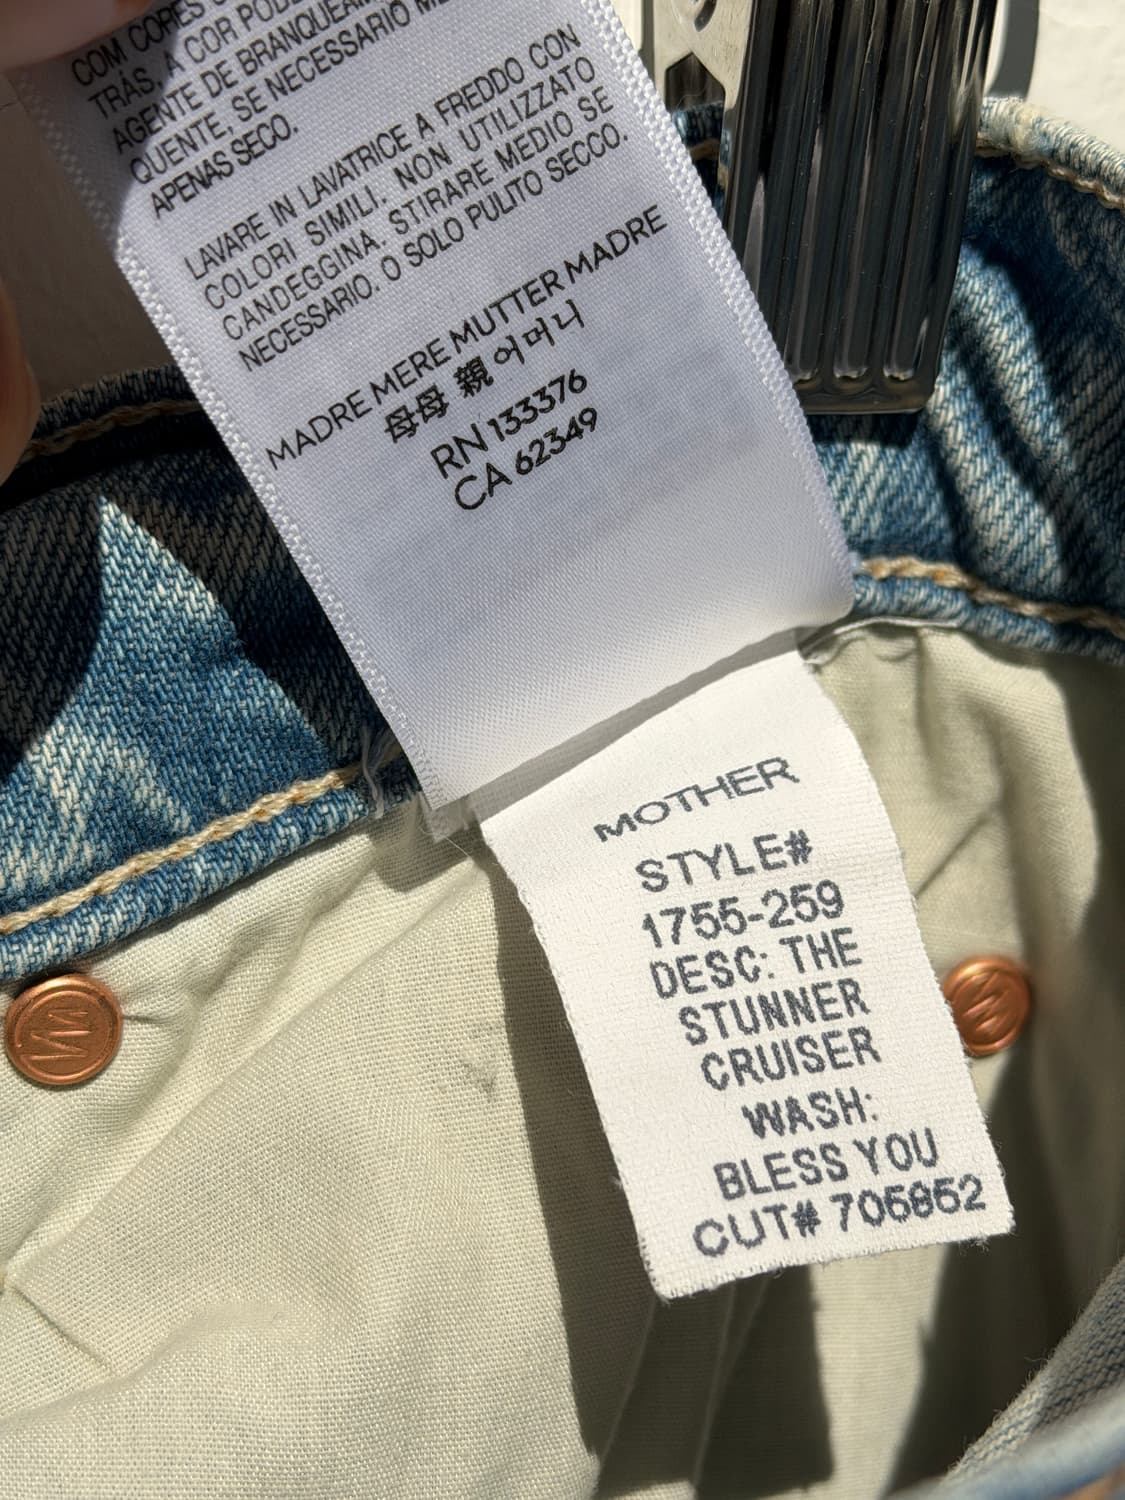 COM CORES
TRÁS. A COR PODE
AGENTE DE BRANQUEAM
QUENTE, SE NECESSARIO
APENAS SECO.
LAVARE IN LAVATRICE A FREDDO CON
COLORI SIMILI. NON UTILIZZATO
CANDEGGINA. STIRARE MEDIO SE
NECESSARIO. O SOLO PULITO SECCO.
MADRE MERE MUTTER MADRE
母母 親 어머니
RN 133376
CA 62349
MOTHER
STYLE#
1755-259
DESC: THE
STUNNER
CRUISER
WASH:
BLESS YOU
CUT# 705852